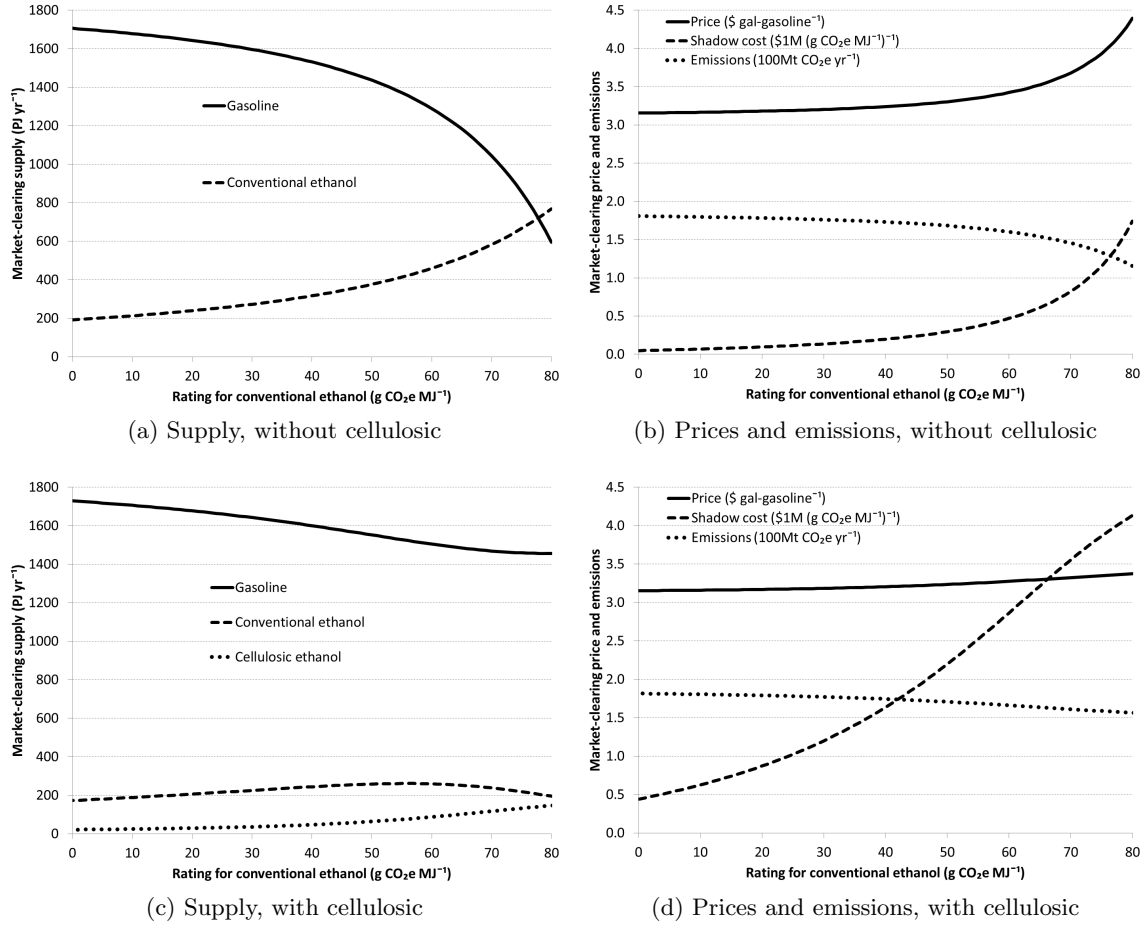 1800
1600
1400
1200
1000
800
600
400
200
0
Market-clearing supply (PJ yr⁻¹)
Gasoline
Conventional ethanol
0 10 20 30 40 50 60 70 80
Rating for conventional ethanol (g CO₂e MJ⁻¹)
(a) Supply, without cellulosic
4.5
4.0
3.5
3.0
2.5
2.0
1.5
1.0
0.5
0.0
Market-clearing price and emissions
Price ($ gal-gasoline⁻¹)
Shadow cost ($1M (g CO₂e MJ⁻¹)⁻¹)
Emissions (100Mt CO₂e yr⁻¹)
0 10 20 30 40 50 60 70 80
Rating for conventional ethanol (g CO₂e MJ⁻¹)
(b) Prices and emissions, without cellulosic
1800
1600
1400
1200
1000
800
600
400
200
0
Market-clearing supply (PJ yr⁻¹)
Gasoline
Conventional ethanol
Cellulosic ethanol
0 10 20 30 40 50 60 70 80
Rating for conventional ethanol (g CO₂e MJ⁻¹)
(c) Supply, with cellulosic
4.5
4.0
3.5
3.0
2.5
2.0
1.5
1.0
0.5
0.0
Market-clearing price and emissions
Price ($ gal-gasoline⁻¹)
Shadow cost ($1M (g CO₂e MJ⁻¹)⁻¹)
Emissions (100Mt CO₂e yr⁻¹)
0 10 20 30 40 50 60 70 80
Rating for conventional ethanol (g CO₂e MJ⁻¹)
(d) Prices and emissions, with cellulosic